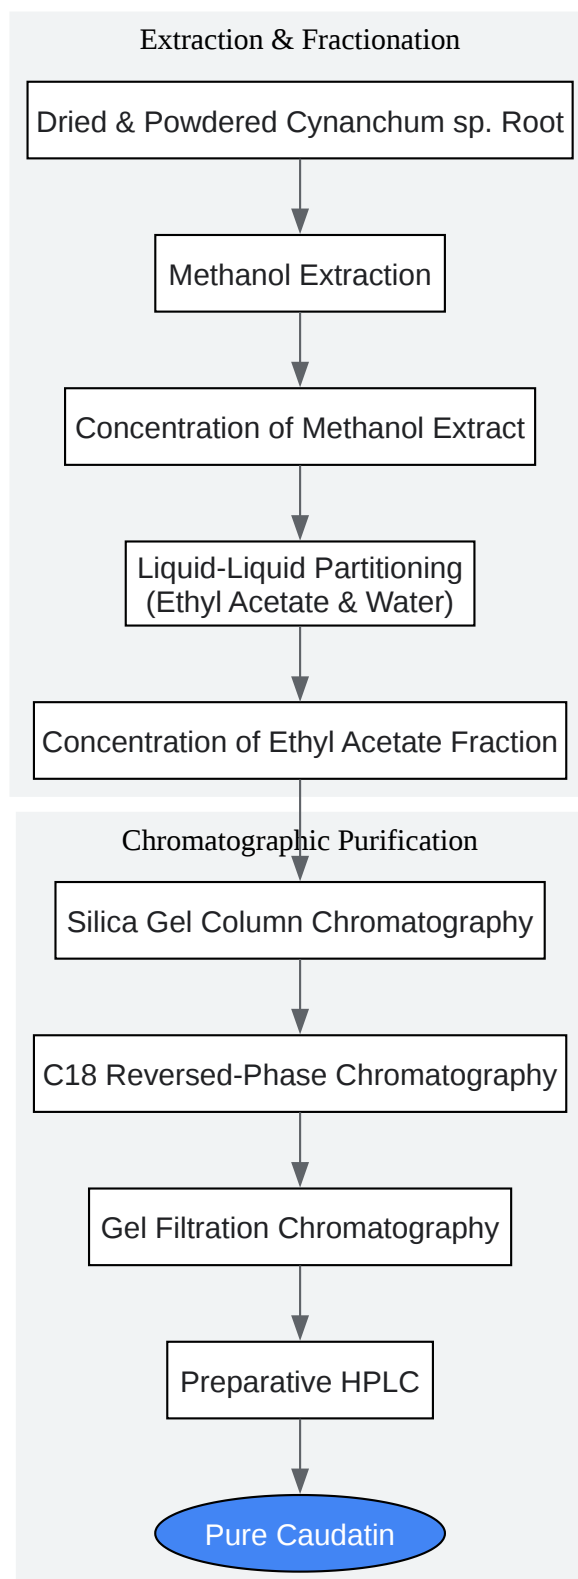 Extraction & Fractionation
Dried & Powdered Cynanchum sp. Root
Methanol Extraction
Concentration of Methanol Extract
Liquid-Liquid Partitioning
(Ethyl Acetate & Water)
Concentration of Ethyl Acetate Fraction
Chromatographic Purification
Silica Gel Column Chromatography
C18 Reversed-Phase Chromatography
Gel Filtration Chromatography
Preparative HPLC
Pure Caudatin